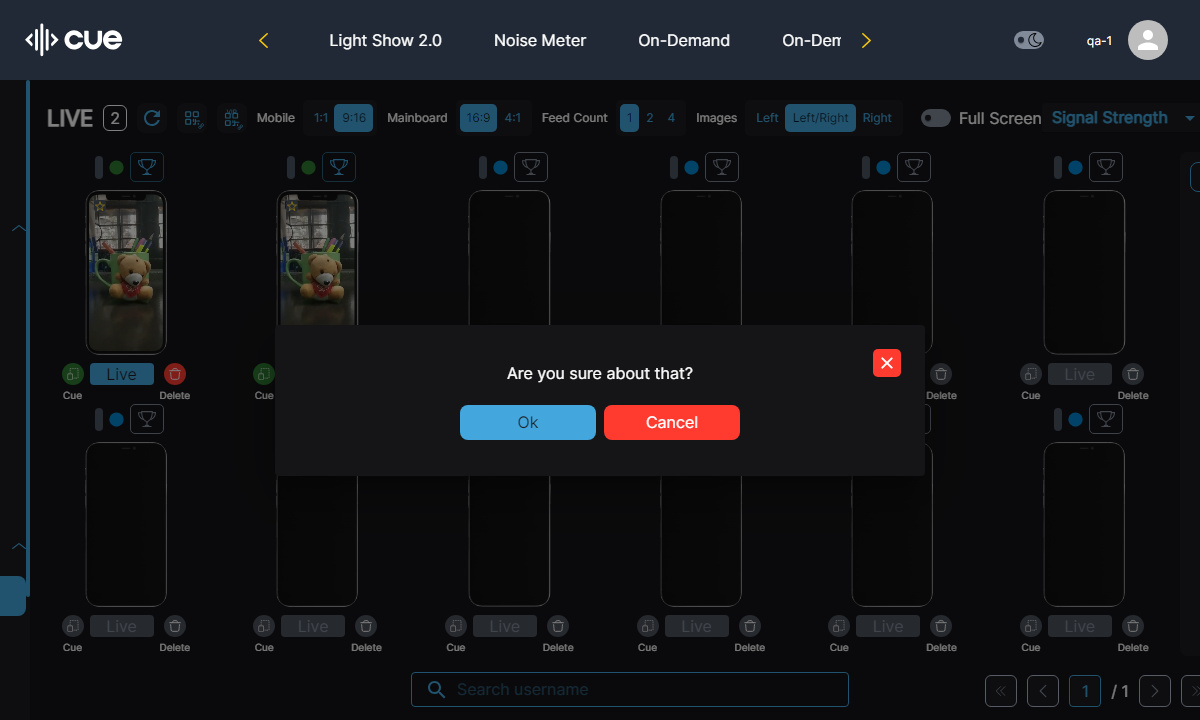 cue
Light Show 2.0
Noise Meter
On-Demand
On-Dem
qa-1
LIVE 2
Mobile 1:1 9:16
Mainboard 16:9 4:1
Feed Count 1 2 4
Images Left Left/Right Right
Full Screen
Signal Strength
Live
Live
Cue Delete
Cue
Delete
Cue Delete
Are you sure about that?
Ok Cancel
Live Live Live Live Live Live
Cue Delete Cue Delete Cue Delete Cue Delete Cue Delete Cue Delete
Search username
1 / 1